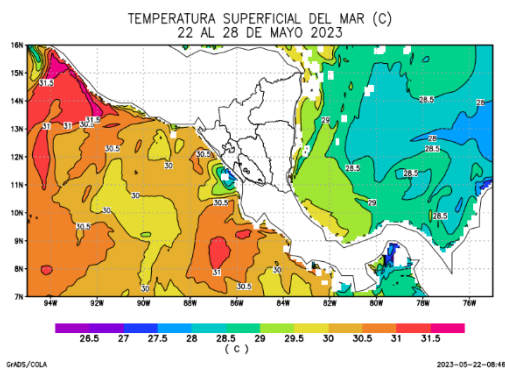 TEMPERATURA SUPERFICIAL DEL MAR (C)
22 AL 28 DE MAYO 2023
16N
15N
14N
13N
12N
11N
10N
9N
8N
7N
31.5
31.5
31
31
30.5
30.5
30
30.5
30.5
30
30.5
31
30.5
30
29
28.5
28
28
28.5
28.5
28.5
29
28.5
94W 92W 90W 88W 86W 84W 82W 80W 78W 76W
26.5 27 27.5 28 28.5 29 29.5 30 30.5 31 31.5
( C )
GrADS/COLA 2023-05-22-08:46